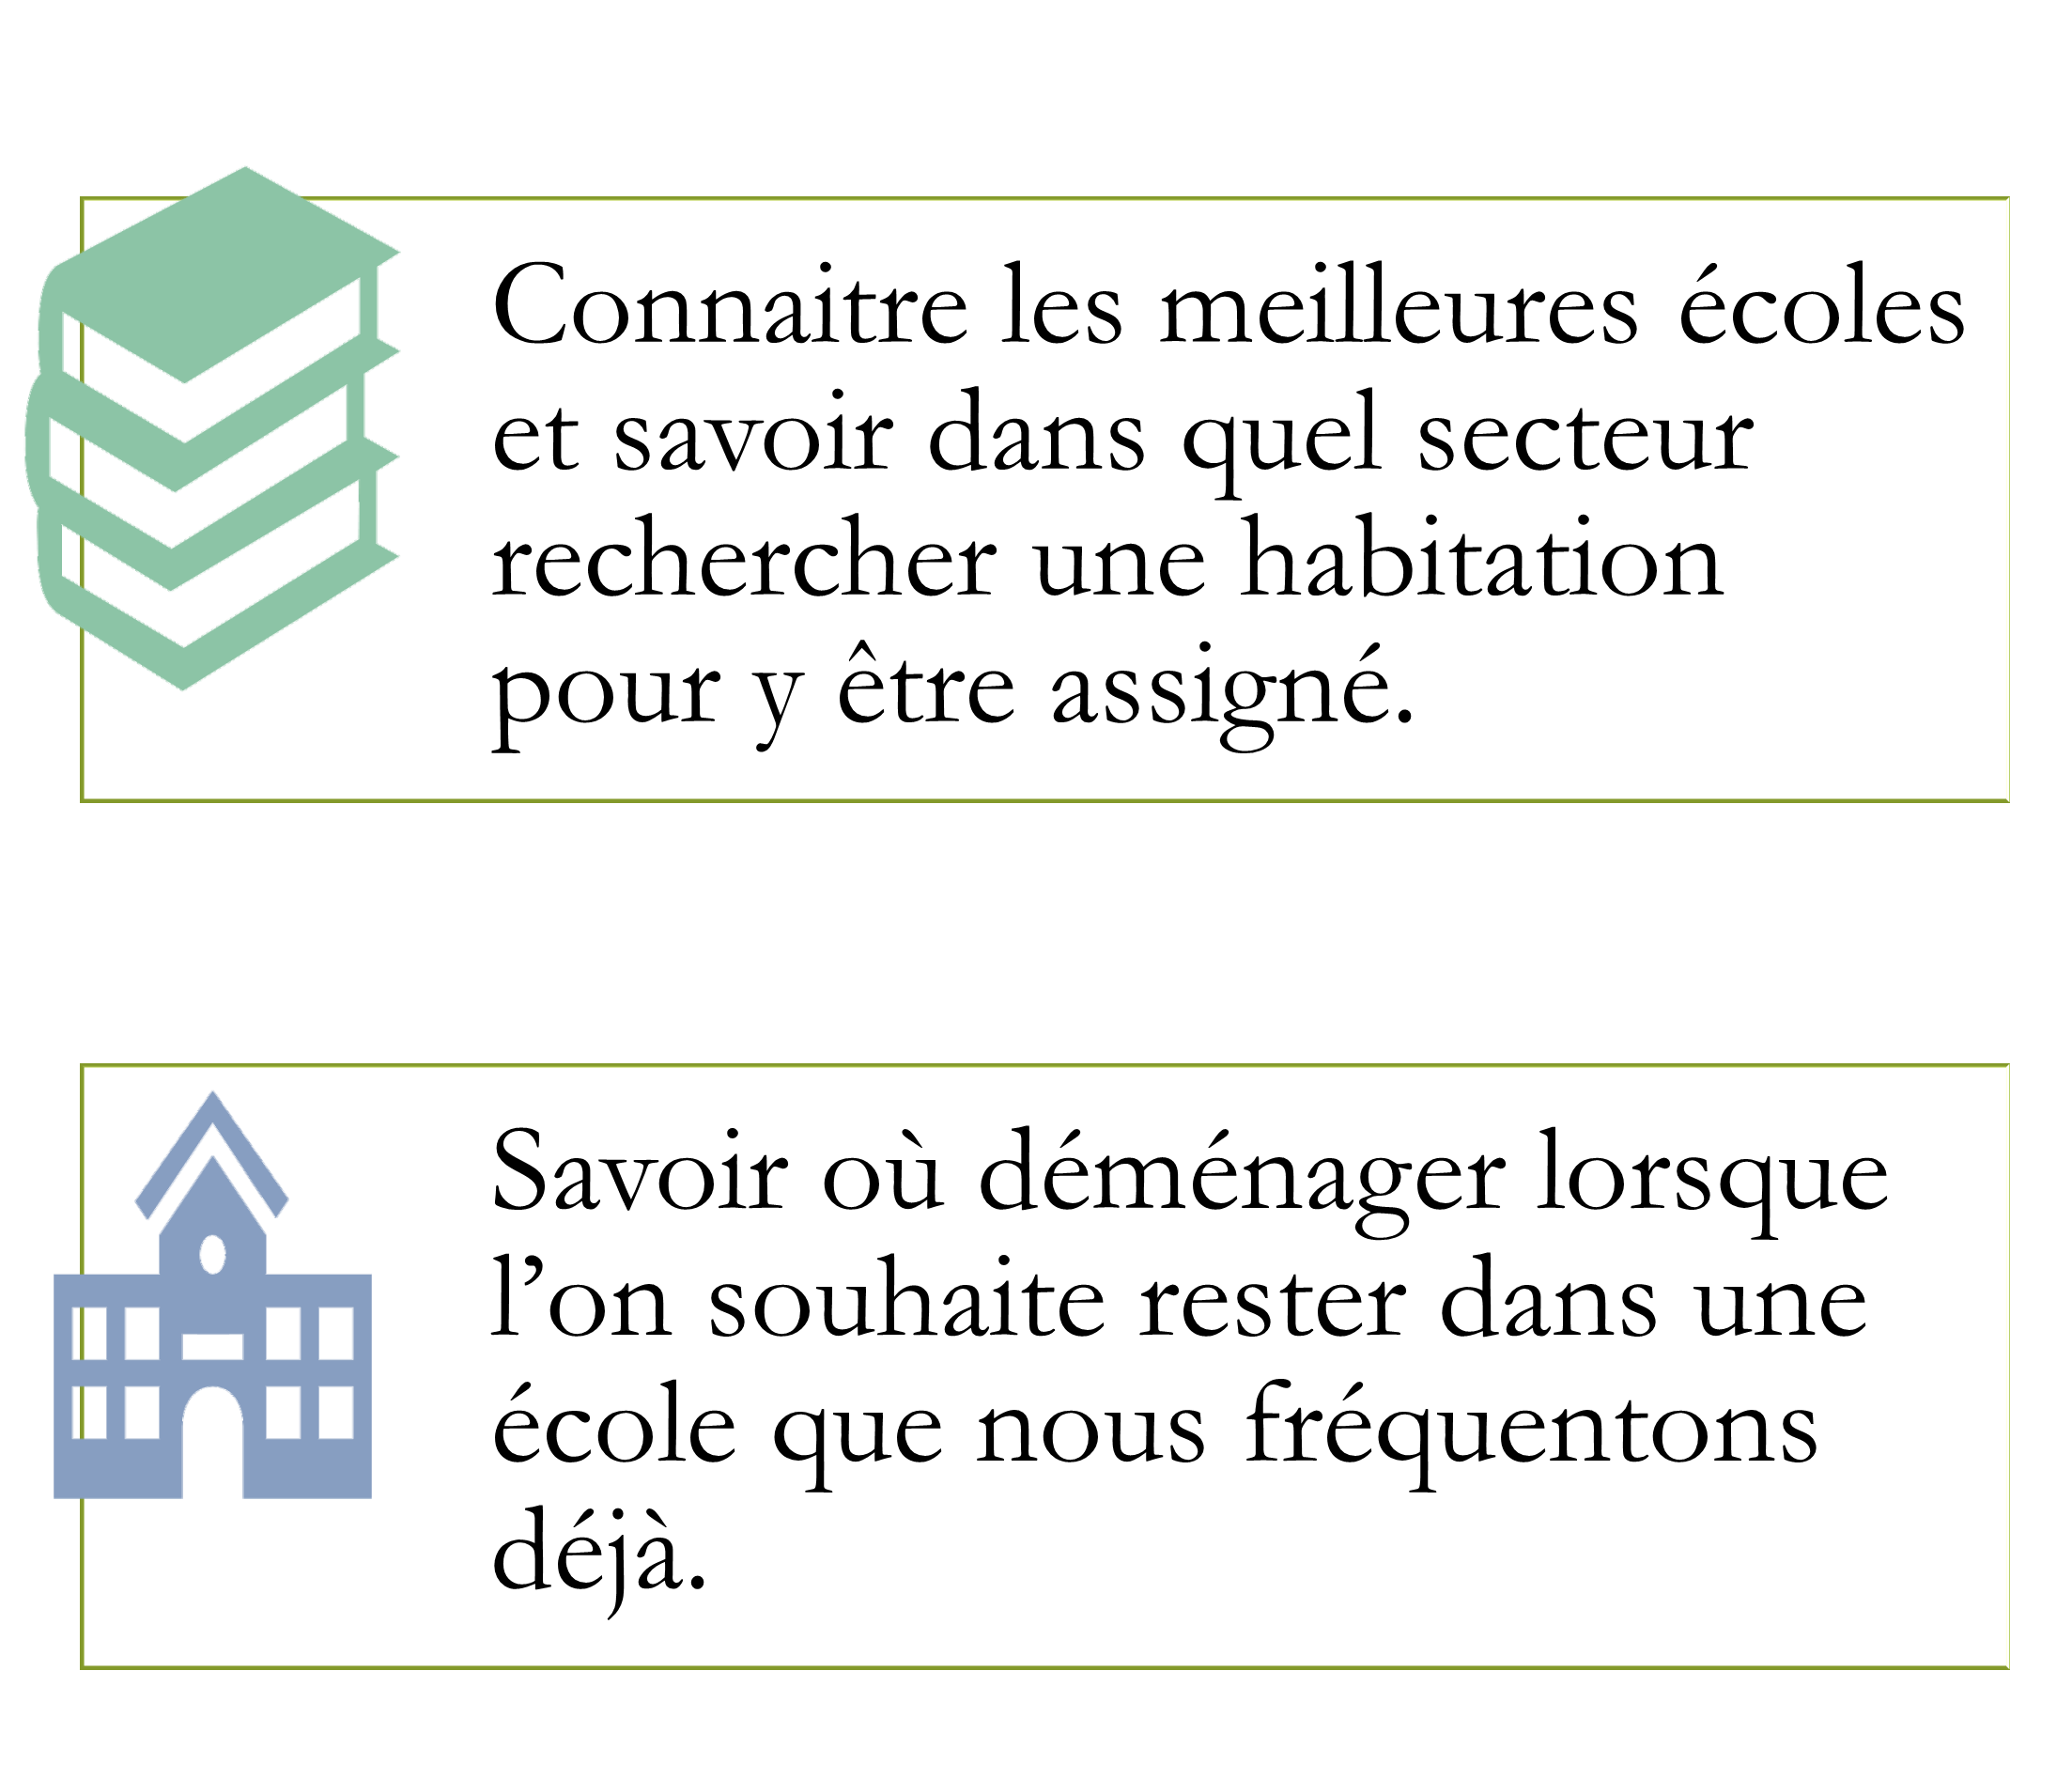 Connaitre les meilleures écoles
et savoir dans quel secteur
rechercher une habitation
pour y être assigné.
Savoir où déménager lorsque
l’on souhaite rester dans une
école que nous fréquentons
déjà.